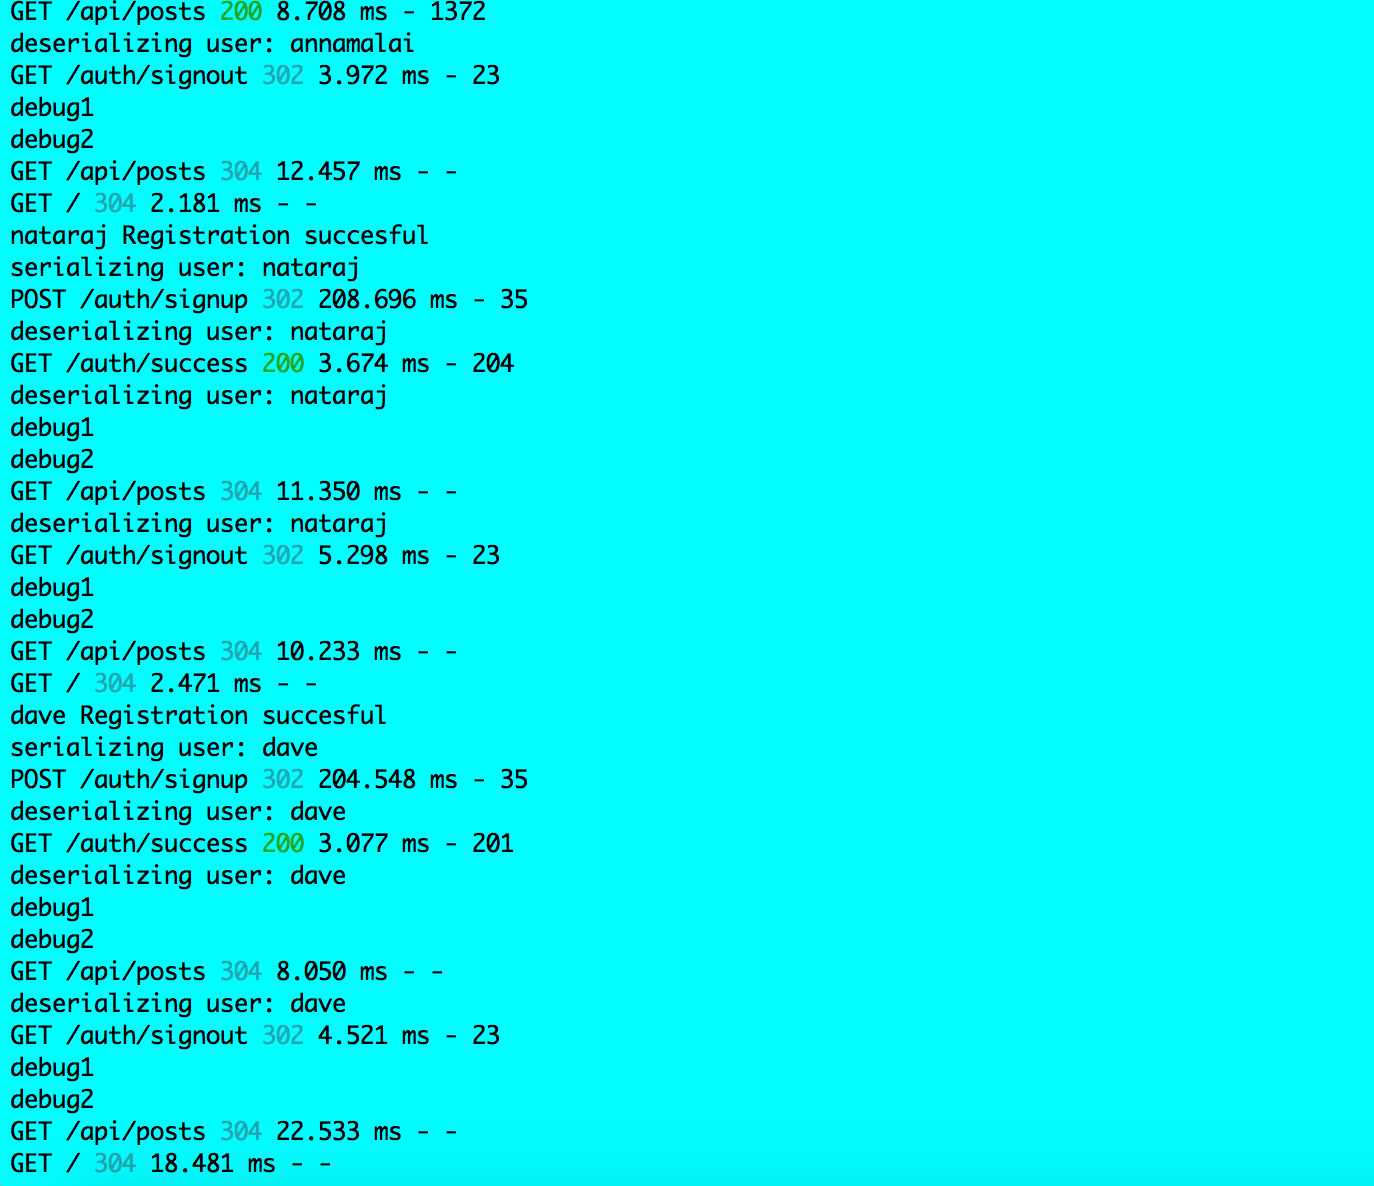 GET /api/posts 200 8.708 ms - 1372
deserializing user: annamalai
GET /auth/signout 302 3.972 ms - 23
debug1
debug2
GET /api/posts 304 12.457 ms - -
GET / 304 2.181 ms - -
nataraj Registration succesful
serializing user: nataraj
POST /auth/signup 302 208.696 ms - 35
deserializing user: nataraj
GET /auth/success 200 3.674 ms - 204
deserializing user: nataraj
debug1
debug2
GET /api/posts 304 11.350 ms - -
deserializing user: nataraj
GET /auth/signout 302 5.298 ms - 23
debug1
debug2
GET /api/posts 304 10.233 ms - -
GET / 304 2.471 ms - -
dave Registration succesful
serializing user: dave
POST /auth/signup 302 204.548 ms - 35
deserializing user: dave
GET /auth/success 200 3.077 ms - 201
deserializing user: dave
debug1
debug2
GET /api/posts 304 8.050 ms - -
deserializing user: dave
GET /auth/signout 302 4.521 ms - 23
debug1
debug2
GET /api/posts 304 22.533 ms - -
GET / 304 18.481 ms - -